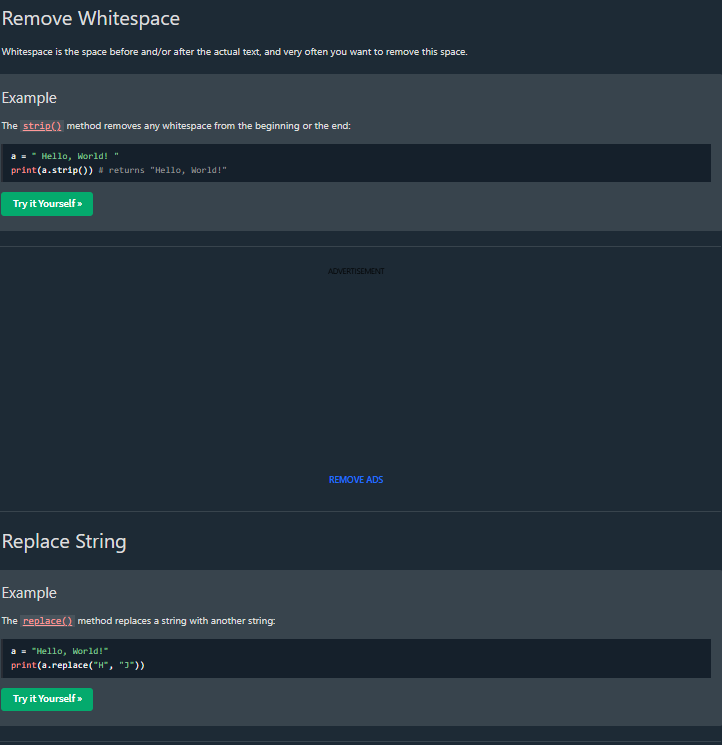 Remove Whitespace
Whitespace is the space before and/or after the actual text, and very often you want to remove this space.
Example
The strip() method removes any whitespace from the beginning or the end:
a = " Hello, World! "
print(a.strip()) # returns "Hello, World!"
Try it Yourself »
ADVERTISEMENT
REMOVE ADS
Replace String
Example
The replace() method replaces a string with another string:
a = "Hello, World!"
print(a.replace("H", "J"))
Try it Yourself »